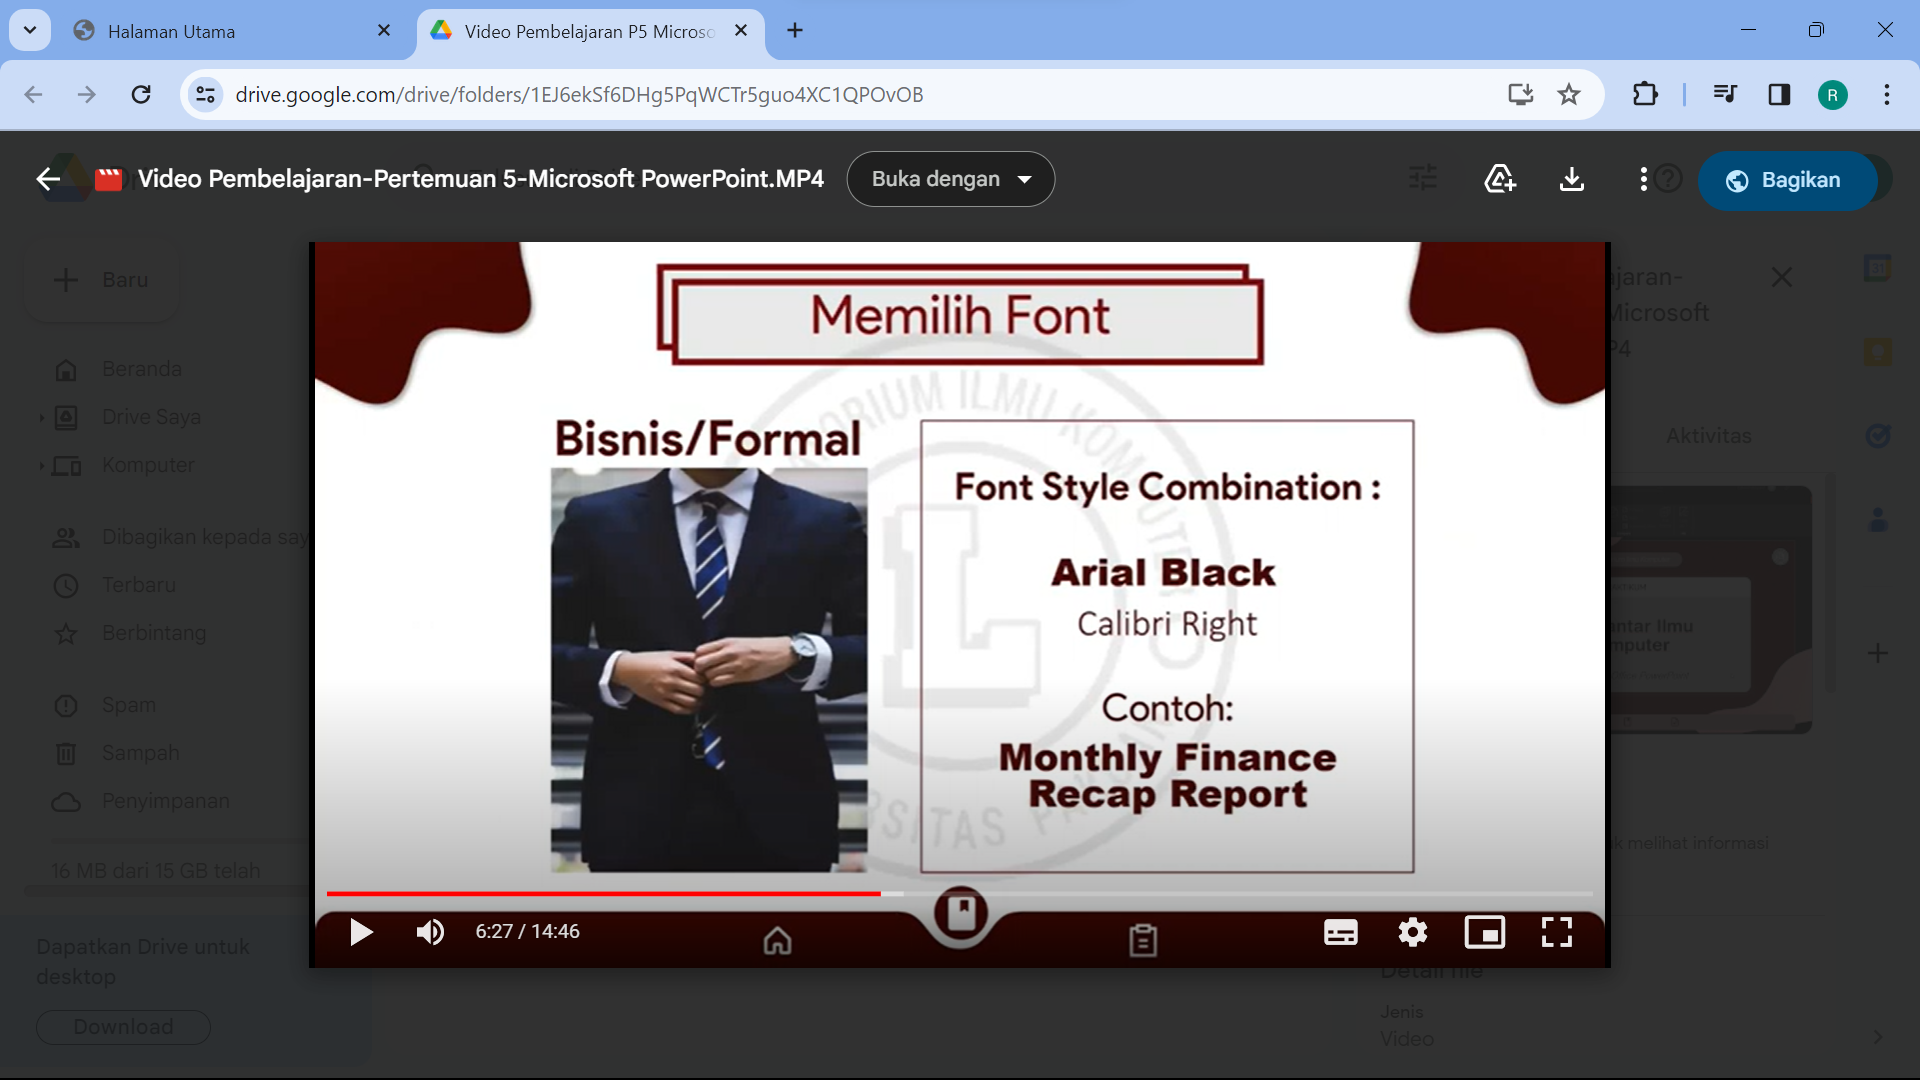 Halaman Utama
Video Pembelajaran P5 Microso
drive.google.com/drive/folders/1EJ6ekSf6DHg5PqWCTr5guo4XC1QPOvOB
R
Video Pembelajaran-Pertemuan 5-Microsoft PowerPoint.MP4
Buka dengan
Bagikan
Baru
Beranda
Drive Saya
Komputer
Dibagikan kepada say
Terbaru
Berbintang
Spam
Sampah
Penyimpanan
16 MB dari 15 GB telah
Dapatkan Drive untuk
desktop
Download
Memilih Font
Bisnis/Formal
Font Style Combination :
Arial Black
Calibri Right
Contoh:
Monthly Finance
Recap Report
6:27 / 14:46
ajaran-
Microsoft
P4
Aktivitas
antar Ilmu
mputer
k melihat informasi
Detail file
Jenis
Video
31